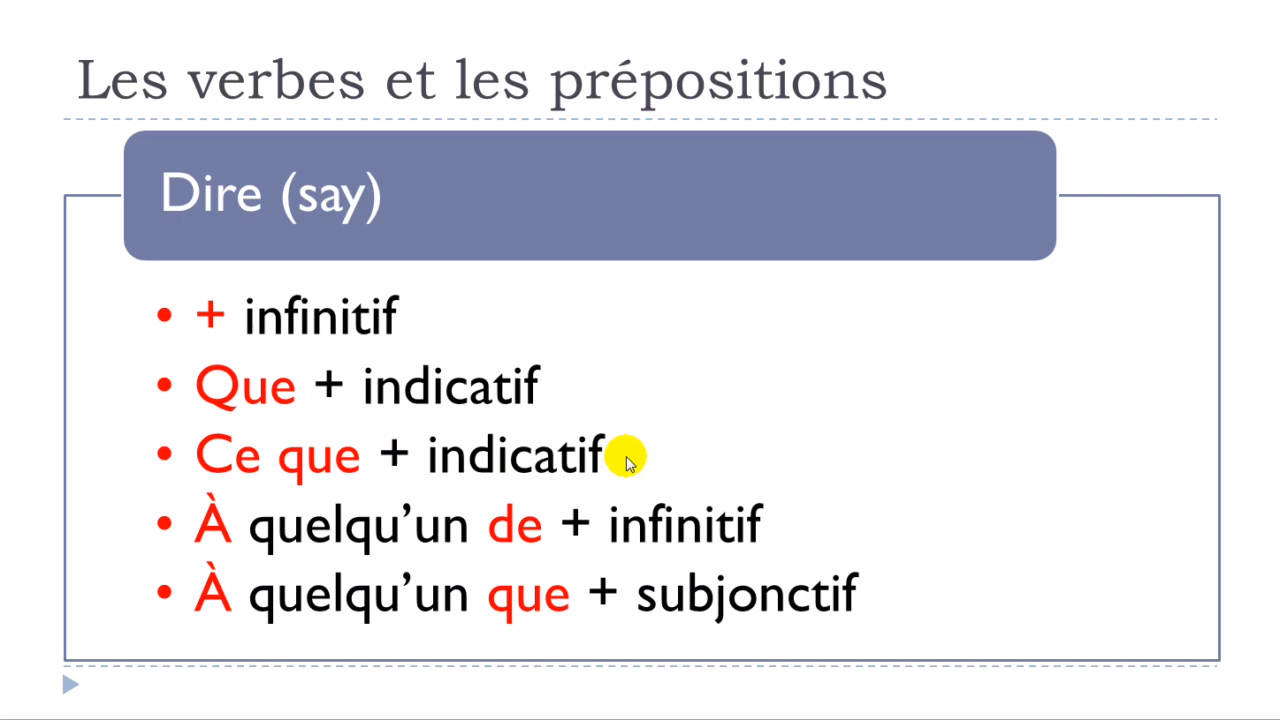 Les verbes et les prépositions
Dire (say)
• + infinitif
• Que + indicatif
• Ce que + indicatif
• À quelqu’un de + infinitif
• À quelqu’un que + subjonctif